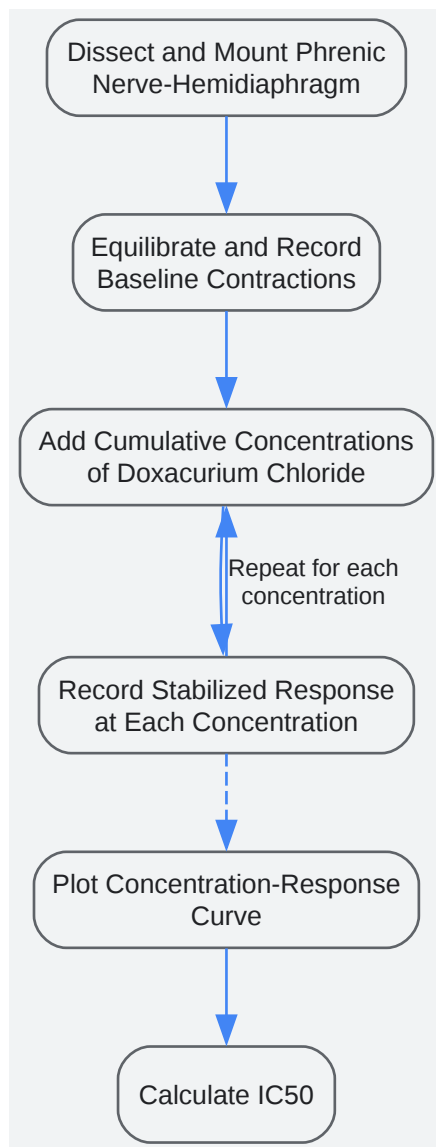 Dissect and Mount Phrenic
Nerve-Hemidiaphragm
Equilibrate and Record
Baseline Contractions
Add Cumulative Concentrations
of Doxacurium Chloride
Repeat for each
concentration
Record Stabilized Response
at Each Concentration
Plot Concentration-Response
Curve
Calculate IC50